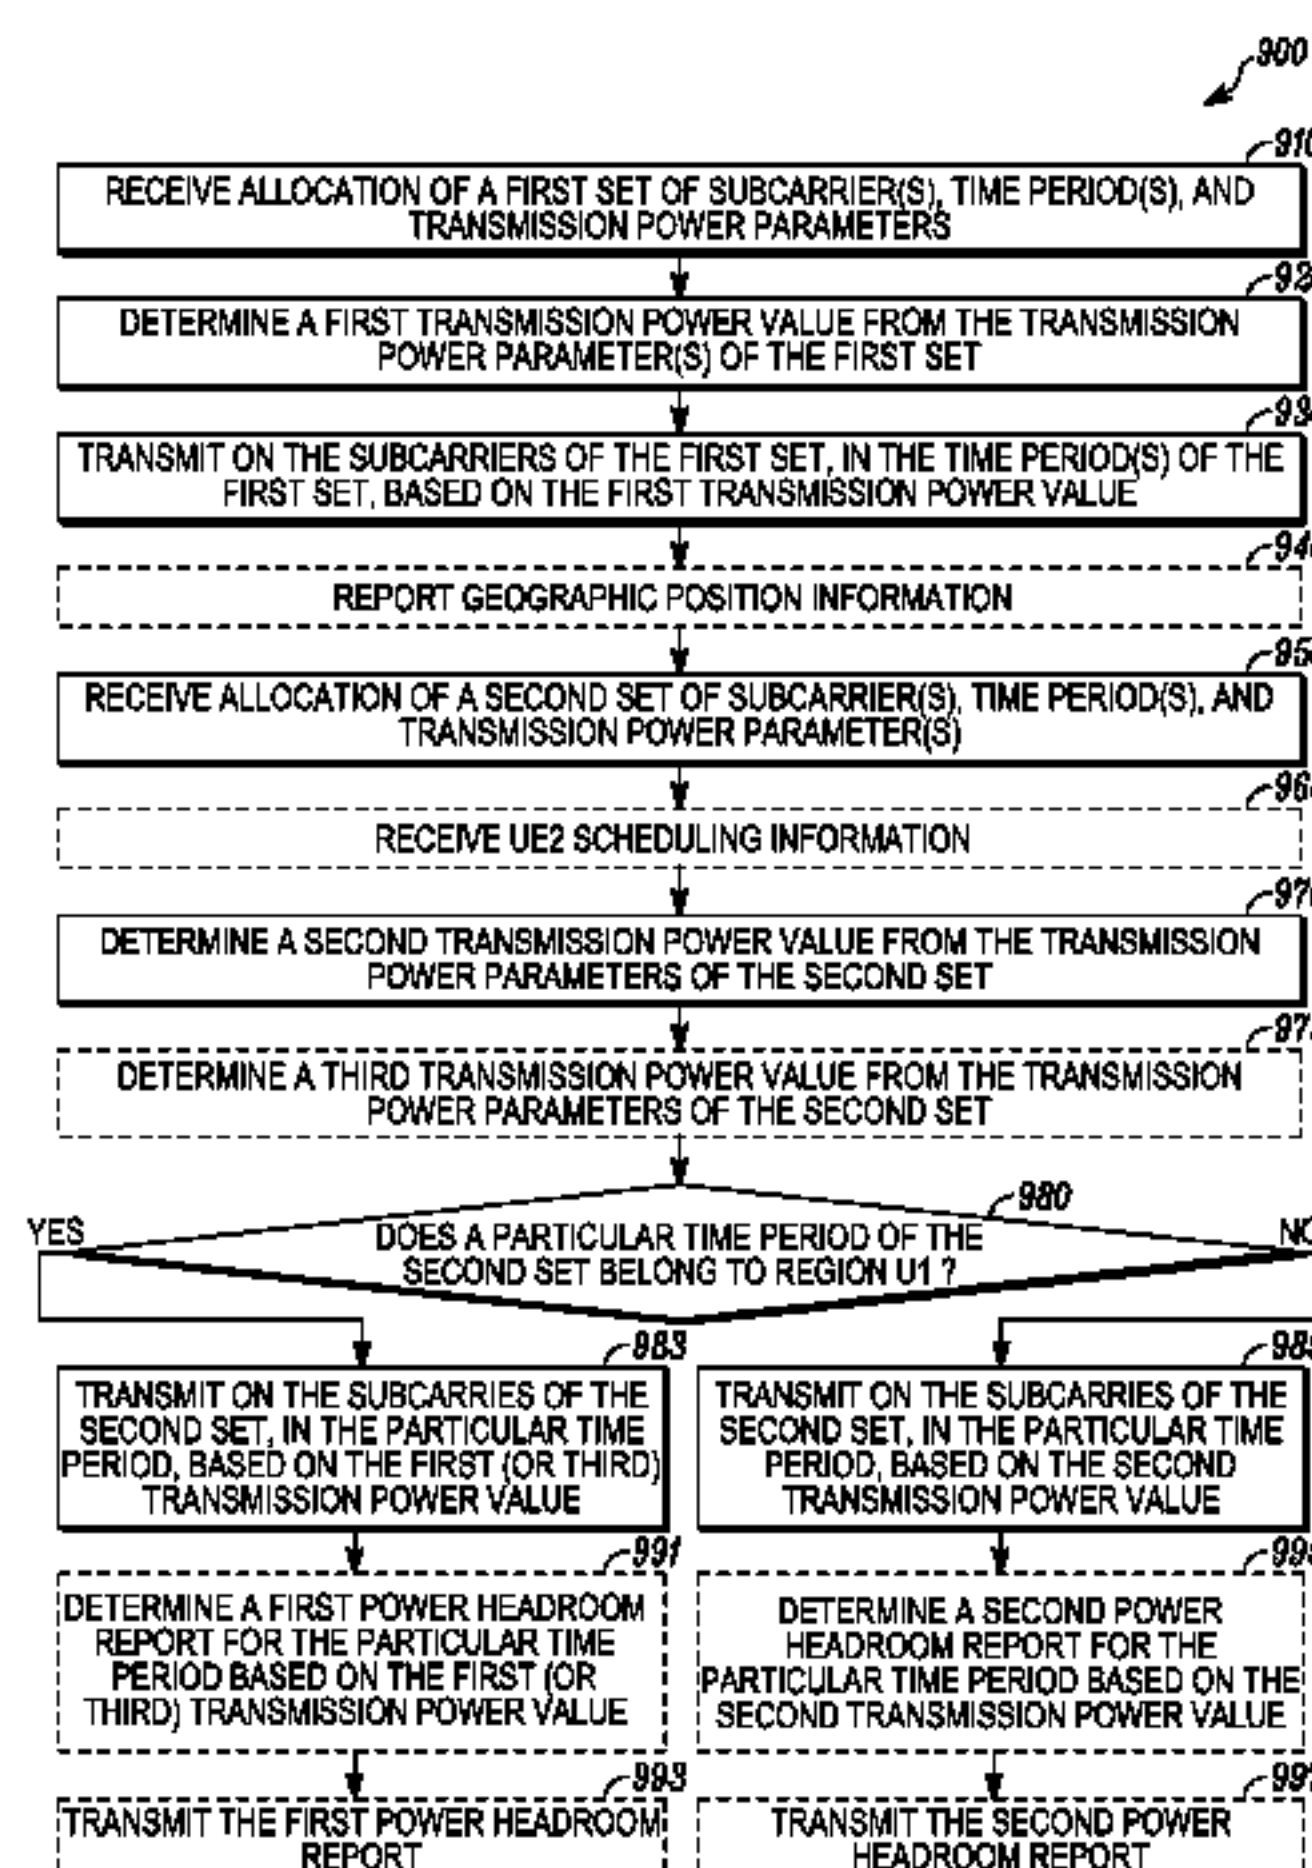 900
910
RECEIVE ALLOCATION OF A FIRST SET OF SUBCARRIER(S), TIME PERIOD(S), AND
TRANSMISSION POWER PARAMETERS
DETERMINE A FIRST TRANSMISSION POWER VALUE FROM THE TRANSMISSION
POWER PARAMETER(S) OF THE FIRST SET
TRANSMIT ON THE SUBCARRIERS OF THE FIRST SET, IN THE TIME PERIOD(S) OF THE
FIRST SET, BASED ON THE FIRST TRANSMISSION POWER VALUE
REPORT GEOGRAPHIC POSITION INFORMATION
RECEIVE ALLOCATION OF A SECOND SET OF SUBCARRIER(S), TIME PERIOD(S), AND
TRANSMISSION POWER PARAMETER(S)
RECEIVE UE2 SCHEDULING INFORMATION
DETERMINE A SECOND TRANSMISSION POWER VALUE FROM THE TRANSMISSION
POWER PARAMETERS OF THE SECOND SET
DETERMINE A THIRD TRANSMISSION POWER VALUE FROM THE TRANSMISSION
POWER PARAMETERS OF THE SECOND SET
980
YES
NO
DOES A PARTICULAR TIME PERIOD OF THE
SECOND SET BELONG TO REGION U1 ?
983
TRANSMIT ON THE SUBCARRIES OF THE
SECOND SET, IN THE PARTICULAR TIME
PERIOD, BASED ON THE FIRST (OR THIRD)
TRANSMISSION POWER VALUE
TRANSMIT ON THE SUBCARRIES OF THE
SECOND SET, IN THE PARTICULAR TIME
PERIOD, BASED ON THE SECOND
TRANSMISSION POWER VALUE
991
DETERMINE A FIRST POWER HEADROOM
REPORT FOR THE PARTICULAR TIME
PERIOD BASED ON THE FIRST (OR
THIRD) TRANSMISSION POWER VALUE
DETERMINE A SECOND POWER
HEADROOM REPORT FOR THE
PARTICULAR TIME PERIOD BASED ON THE
SECOND TRANSMISSION POWER VALUE
993
TRANSMIT THE FIRST POWER HEADROOM
REPORT
TRANSMIT THE SECOND POWER
HEADROOM REPORT